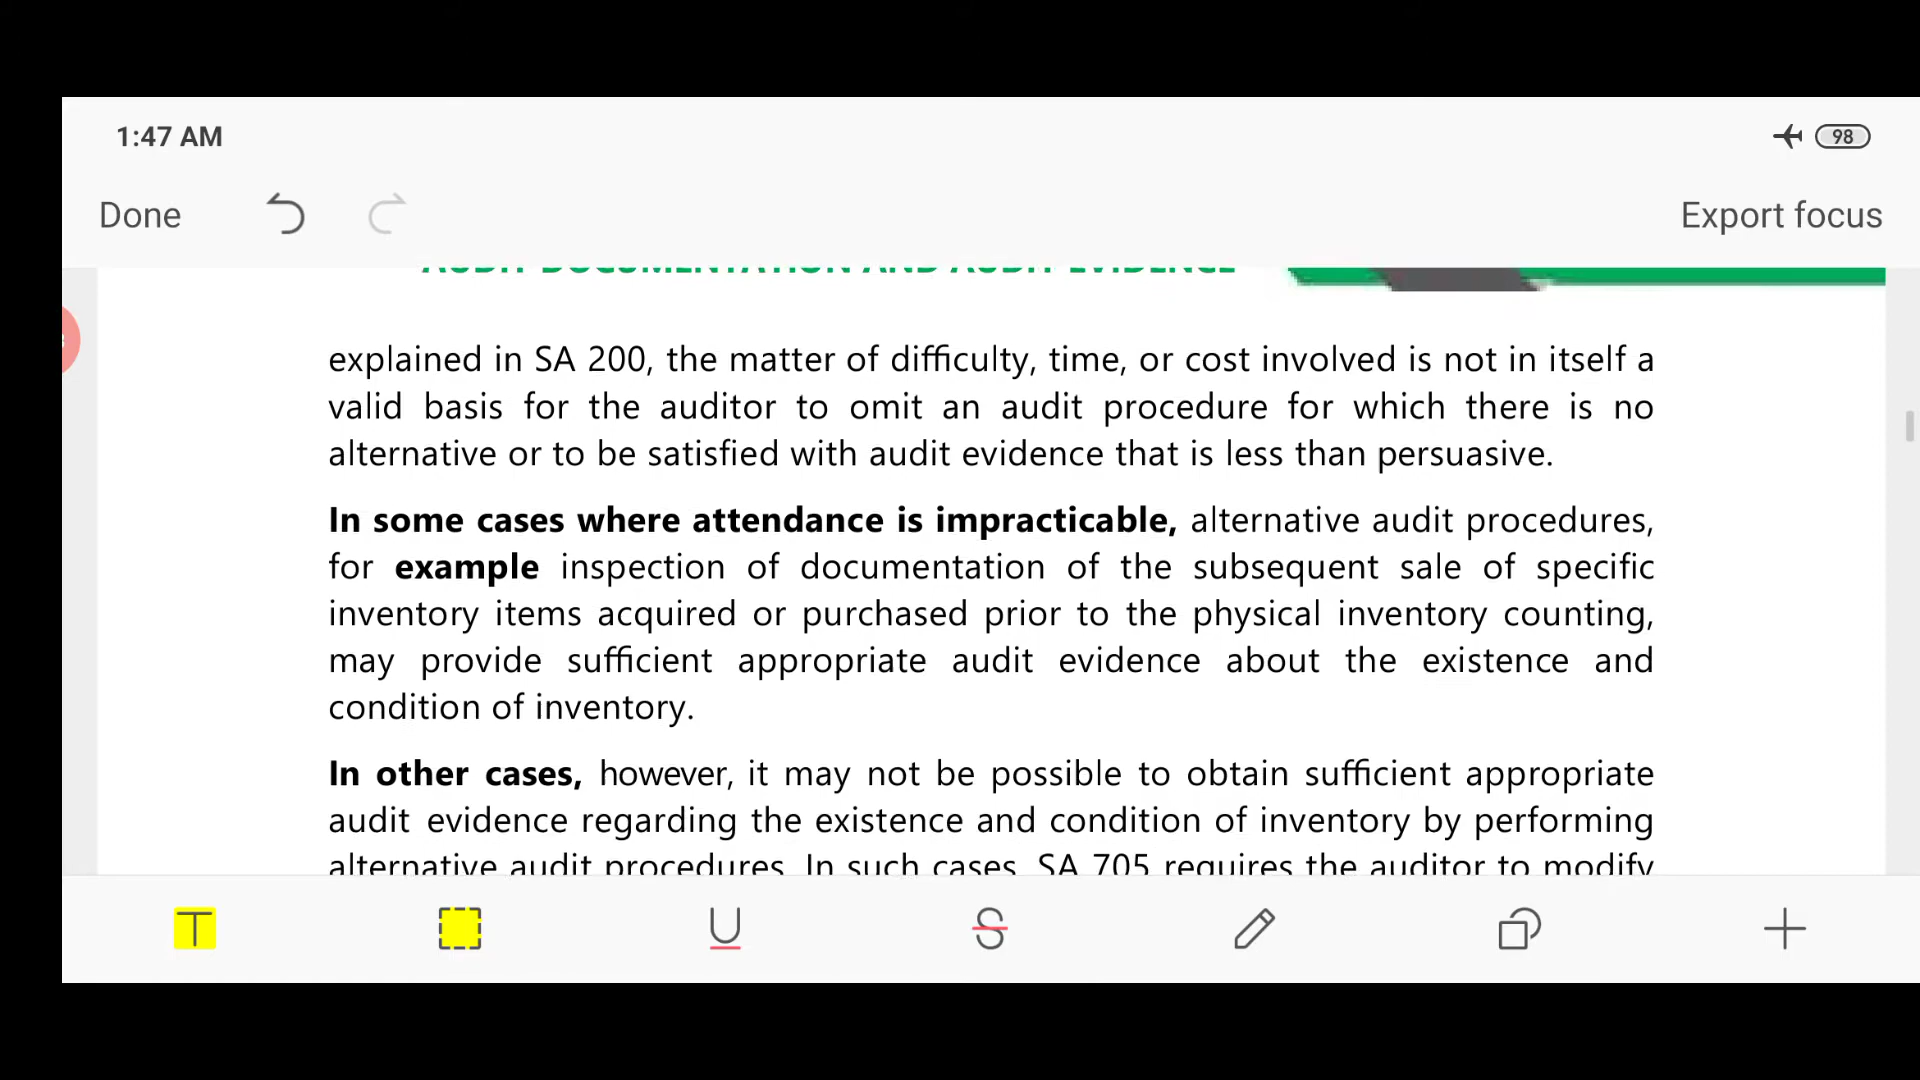 1:47 AM
98
Done
Export focus
AUDIT DOCUMENTATION AND AUDIT EVIDENCE
explained in SA 200, the matter of difficulty, time, or cost involved is not in itself a
valid basis for the auditor to omit an audit procedure for which there is no
alternative or to be satisfied with audit evidence that is less than persuasive.
In some cases where attendance is impracticable, alternative audit procedures,
for example inspection of documentation of the subsequent sale of specific
inventory items acquired or purchased prior to the physical inventory counting,
may provide sufficient appropriate audit evidence about the existence and
condition of inventory.
In other cases, however, it may not be possible to obtain sufficient appropriate
audit evidence regarding the existence and condition of inventory by performing
alternative audit procedures. In such cases, SA 705 requires the auditor to modify